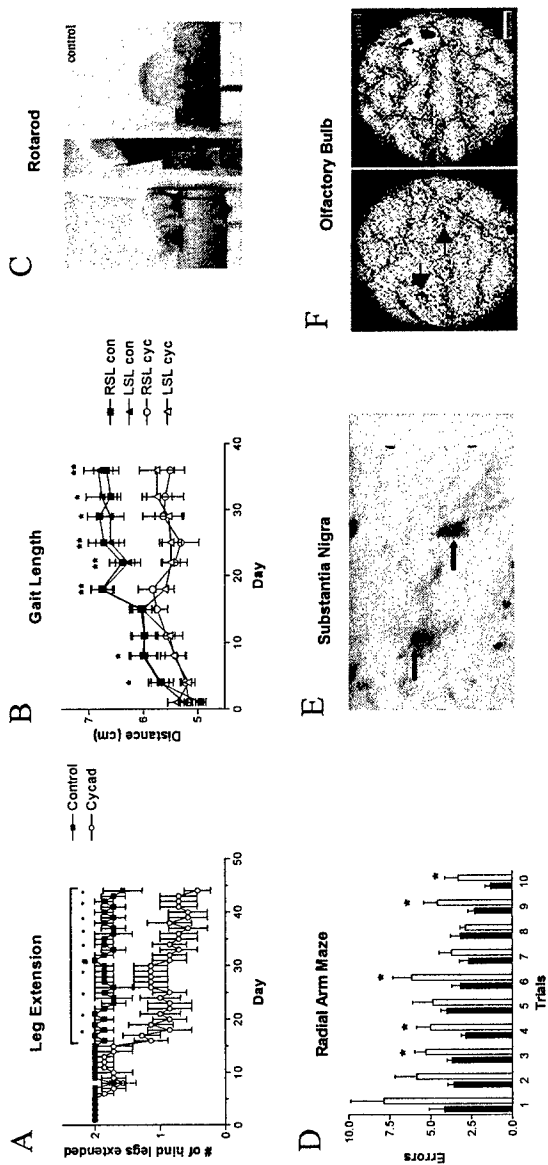 A
Leg Extension
# of hind legs extended
2
1
0
0
10
20
30
40
50
Day
Control
Cycad
B
Gait Length
Distance (cm)
7
6
5
0
10
20
30
40
Day
RSL con
LSL con
RSL cyc
LSL cyc
C
Rotarod
control
D
Radial Arm Maze
Errors
10.0
7.5
5.0
2.5
0.0
1
2
3
4
5
6
7
8
9
10
Trials
E
Substantia Nigra
F
Olfactory Bulb